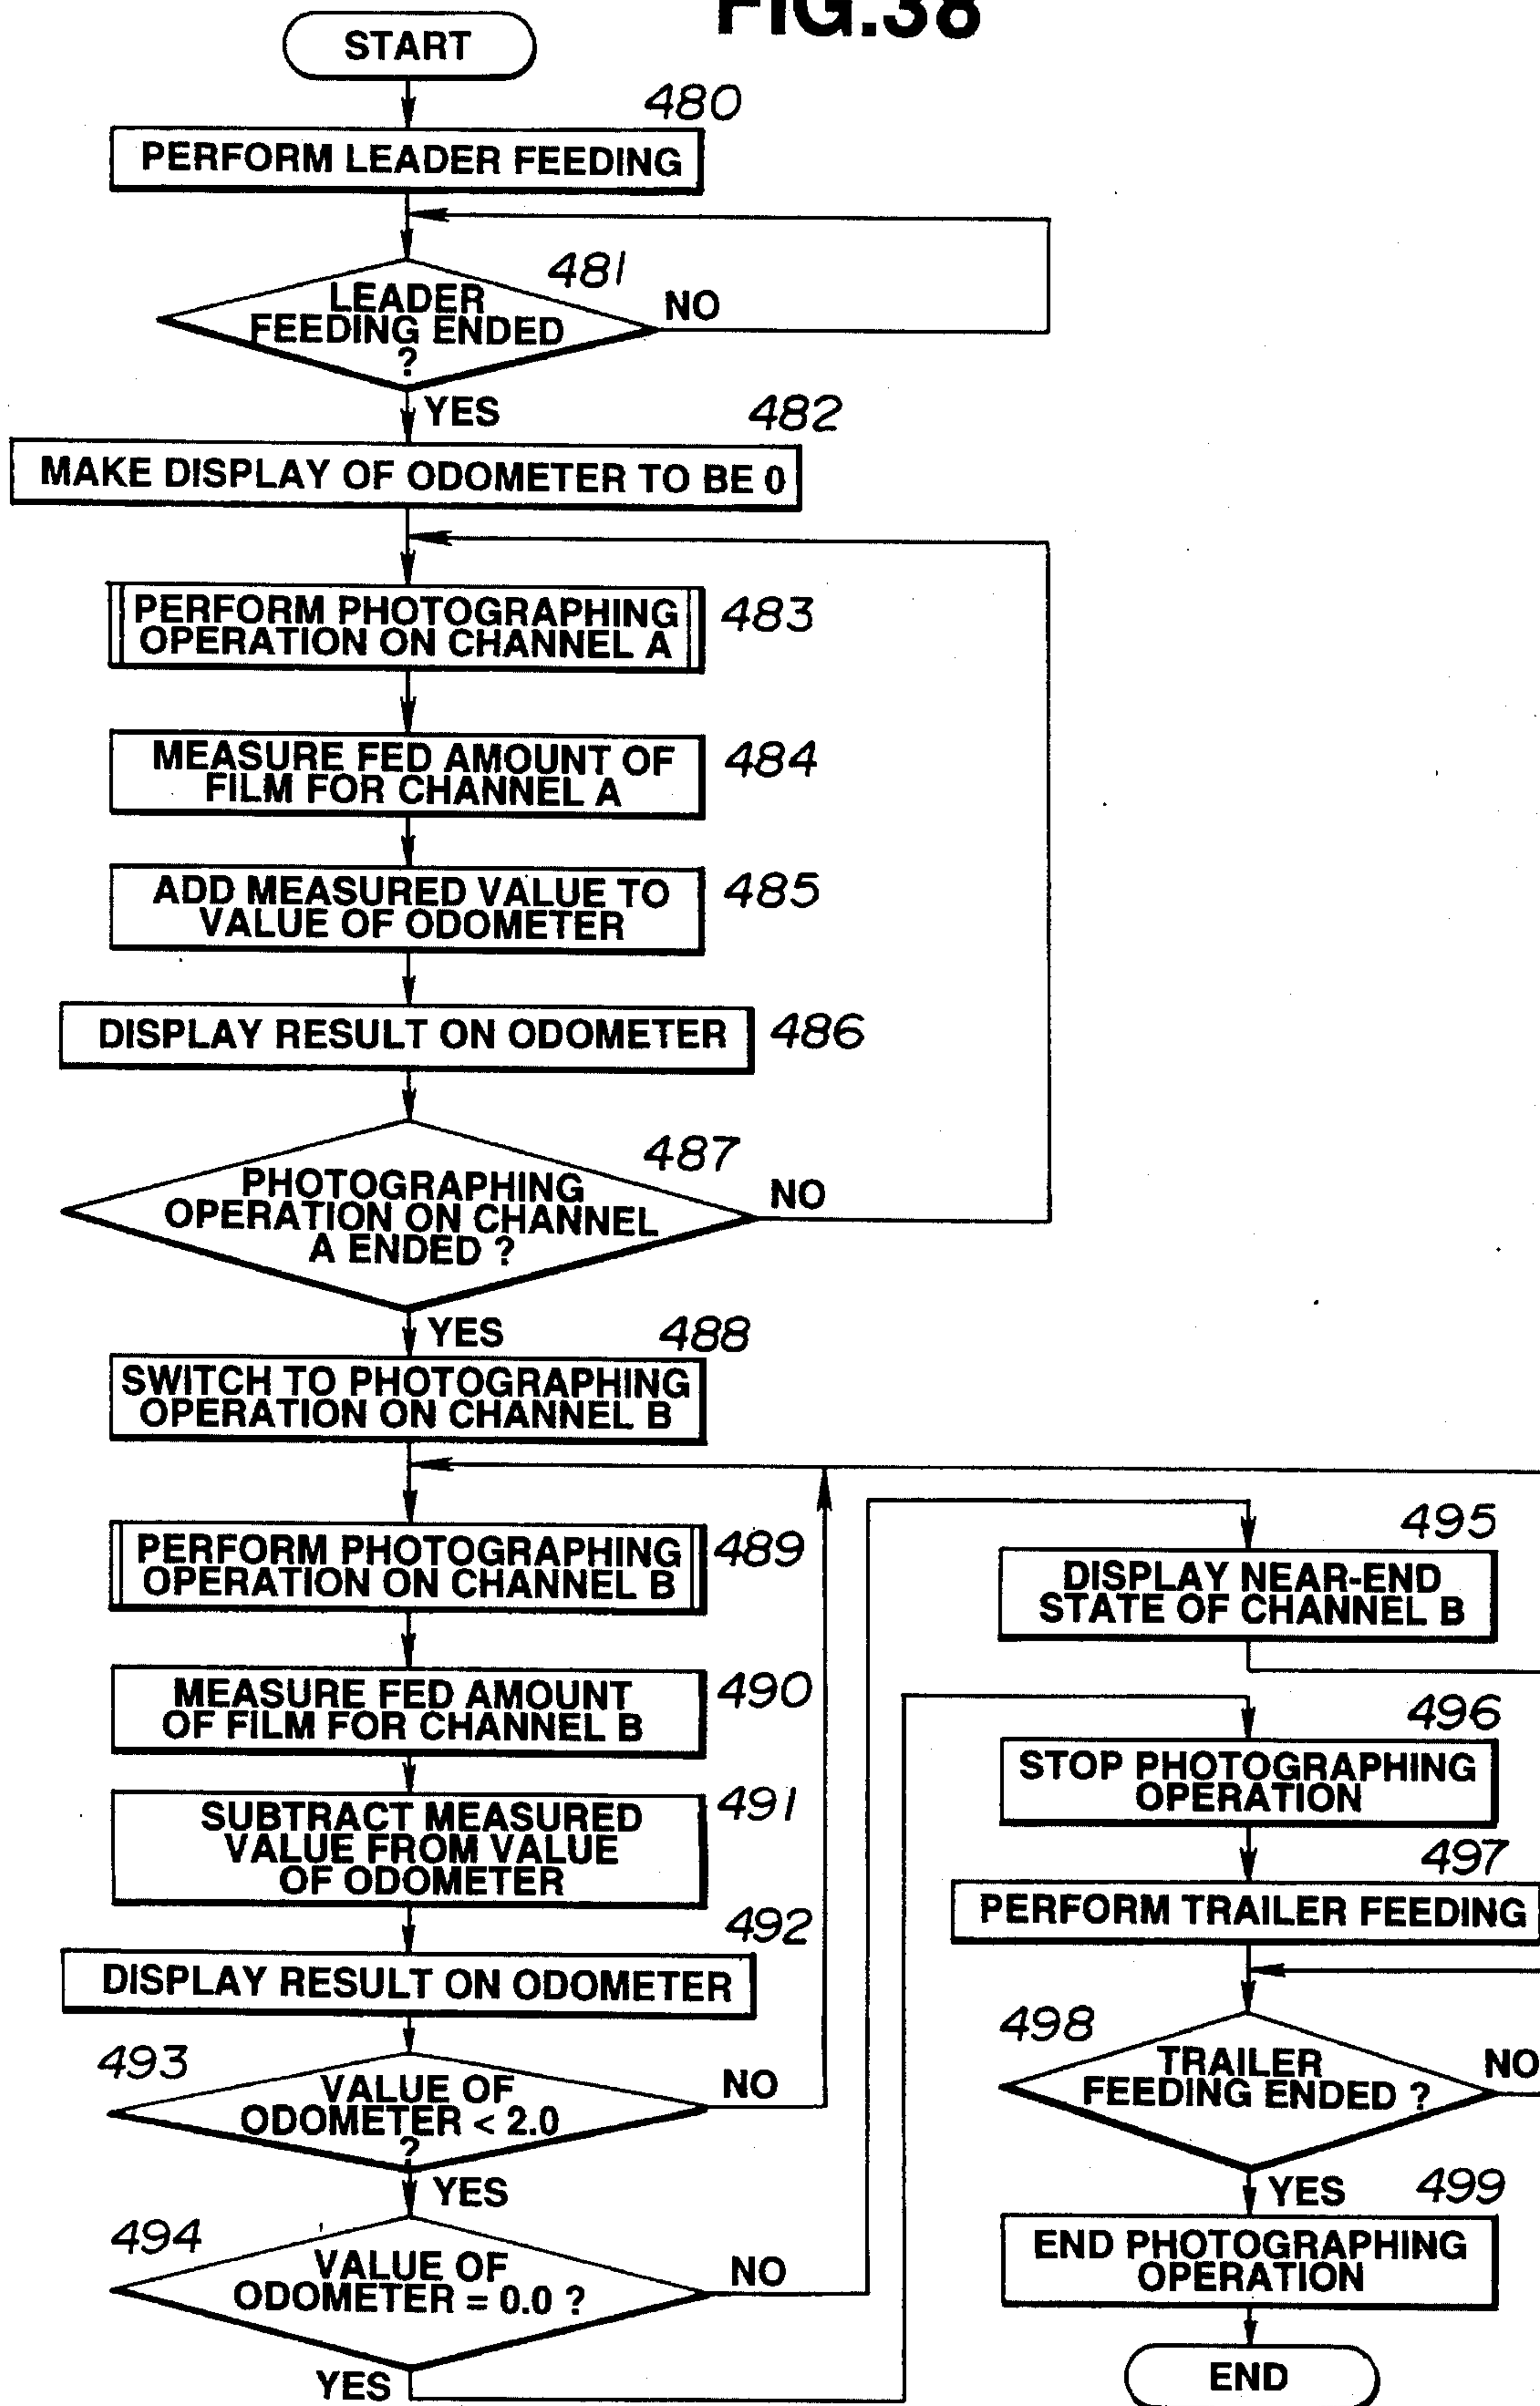 FIG.38
START
480
PERFORM LEADER FEEDING
481
LEADER
FEEDING ENDED
?
NO
YES
482
MAKE DISPLAY OF ODOMETER TO BE 0
PERFORM PHOTOGRAPHING
OPERATION ON CHANNEL A
483
MEASURE FED AMOUNT OF
FILM FOR CHANNEL A
484
ADD MEASURED VALUE TO
VALUE OF ODOMETER
485
DISPLAY RESULT ON ODOMETER
486
487
PHOTOGRAPHING
OPERATION ON CHANNEL
A ENDED ?
NO
YES
488
SWITCH TO PHOTOGRAPHING
OPERATION ON CHANNEL B
PERFORM PHOTOGRAPHING
OPERATION ON CHANNEL B
489
MEASURE FED AMOUNT
OF FILM FOR CHANNEL B
490
SUBTRACT MEASURED
VALUE FROM VALUE
OF ODOMETER
491
492
DISPLAY RESULT ON ODOMETER
493
VALUE OF
ODOMETER < 2.0
?
NO
YES
494
VALUE OF
ODOMETER = 0.0 ?
NO
YES
495
DISPLAY NEAR-END
STATE OF CHANNEL B
496
STOP PHOTOGRAPHING
OPERATION
497
PERFORM TRAILER FEEDING
498
TRAILER
FEEDING ENDED ?
NO
YES
499
END PHOTOGRAPHING
OPERATION
END